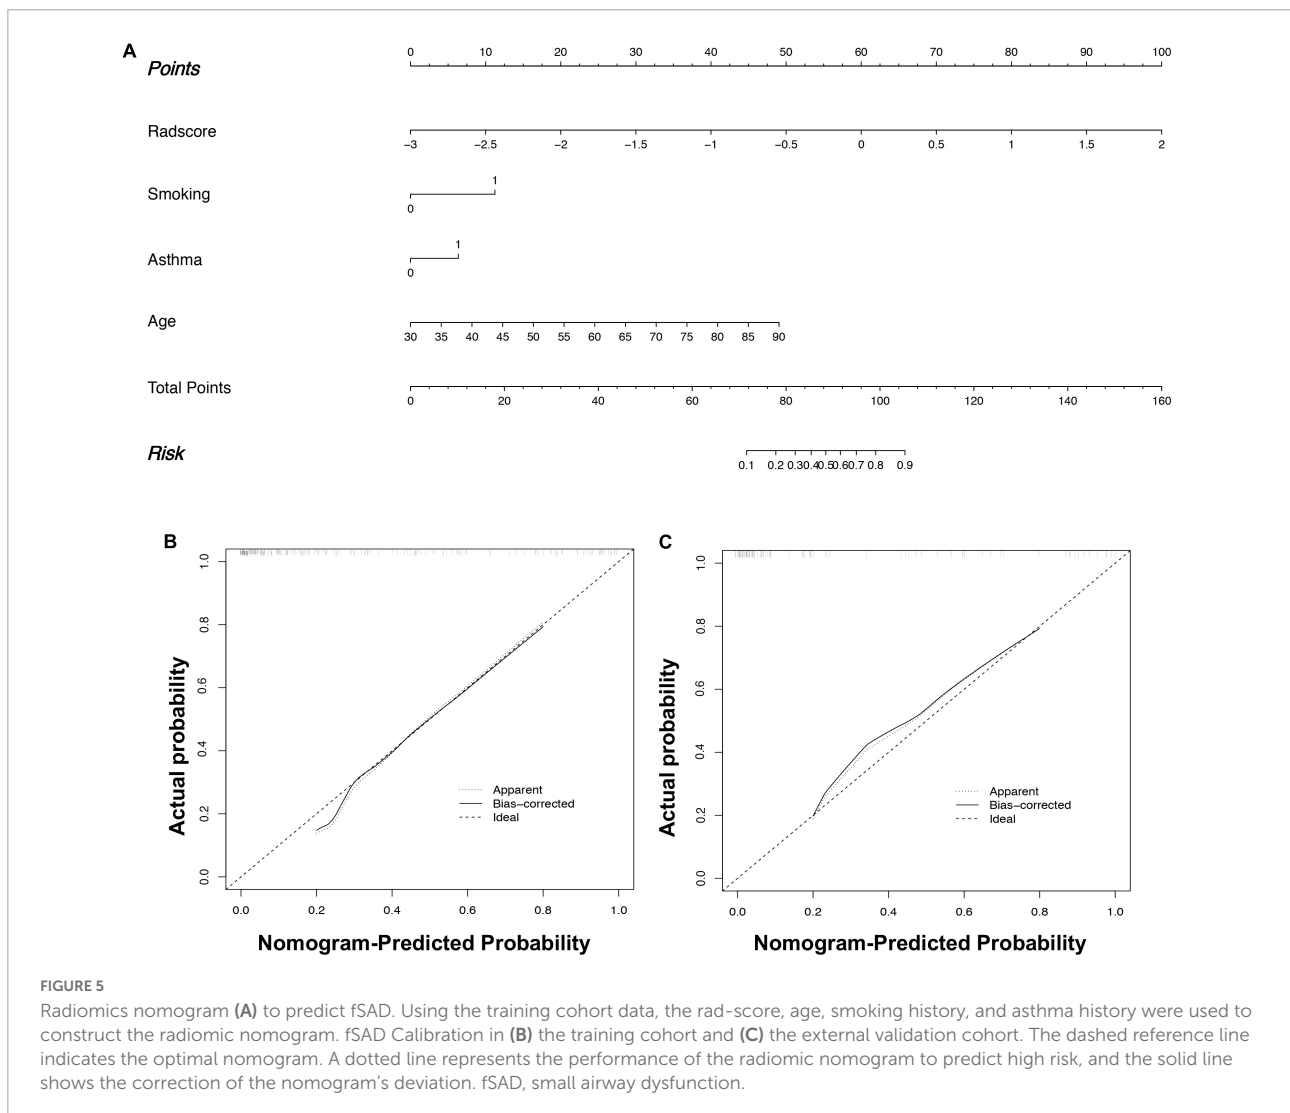 A
Points
0 10 20 30 40 50 60 70 80 90 100
Radscore
−3 −2.5 −2 −1.5 −1 −0.5 0 0.5 1 1.5 2
Smoking
1
0
Asthma
1
0
Age
30 35 40 45 50 55 60 65 70 75 80 85 90
Total Points
0 20 40 60 80 100 120 140 160
Risk
0.1 0.2 0.3 0.4 0.5 0.6 0.7 0.8 0.9
B
Actual probability
0.0 0.2 0.4 0.6 0.8 1.0
Apparent
Bias−corrected
Ideal
0.0 0.2 0.4 0.6 0.8 1.0
Nomogram-Predicted Probability
C
Actual probability
0.0 0.2 0.4 0.6 0.8 1.0
Apparent
Bias−corrected
Ideal
0.0 0.2 0.4 0.6 0.8 1.0
Nomogram-Predicted Probability
FIGURE 5
Radiomics nomogram (A) to predict fSAD. Using the training cohort data, the rad-score, age, smoking history, and asthma history were used to
construct the radiomic nomogram. fSAD Calibration in (B) the training cohort and (C) the external validation cohort. The dashed reference line
indicates the optimal nomogram. A dotted line represents the performance of the radiomic nomogram to predict high risk, and the solid line
shows the correction of the nomogram's deviation. fSAD, small airway dysfunction.